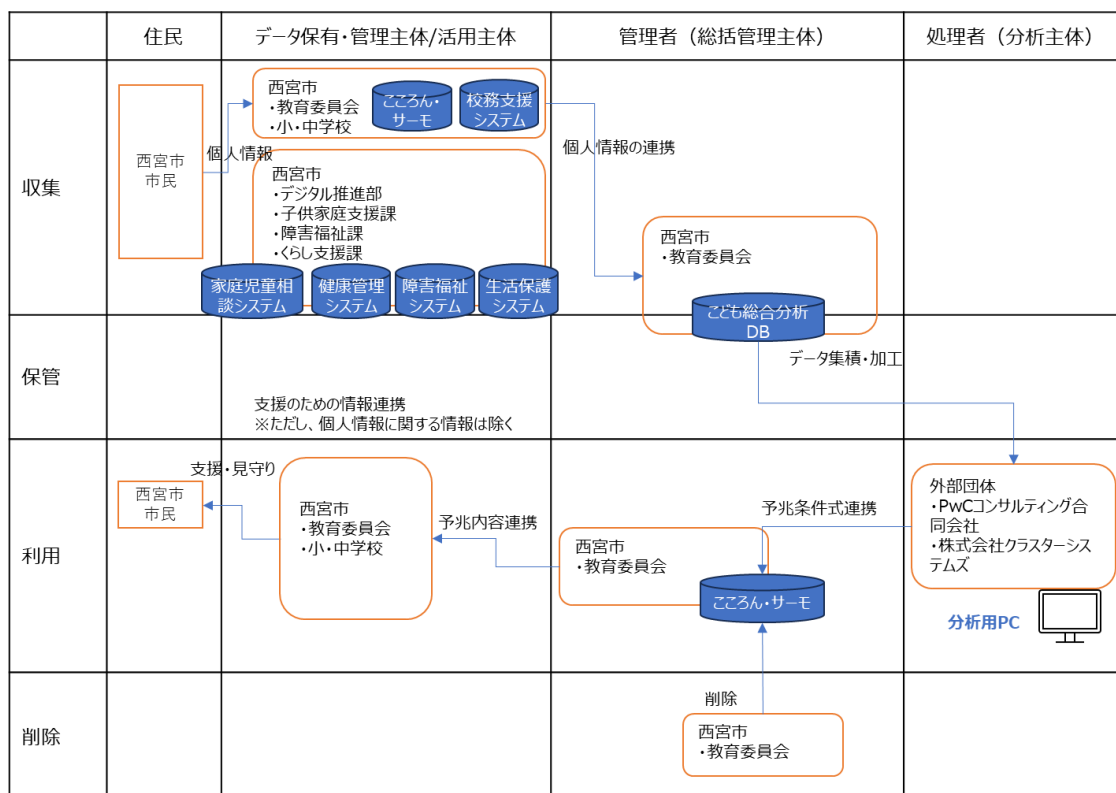 住民
データ保有・管理主体/活用主体
管理者（総括管理主体）
処理者（分析主体）
収集
西宮市
市民
個人情報
西宮市
・教育委員会
・小・中学校
こころん・
サーモ
校務支援
システム
個人情報の連携
西宮市
・デジタル推進部
・子供家庭支援課
・障害福祉課
・くらし支援課
家庭児童相
談システム
健康管理
システム
障害福祉
システム
生活保護
システム
西宮市
・教育委員会
こども総合分析
DB
保管
データ集積・加工
支援のための情報連携
※ただし、個人情報に関する情報は除く
利用
西宮市
市民
支援・見守り
西宮市
・教育委員会
・小・中学校
予兆内容連携
西宮市
・教育委員会
こころん・サーモ
予兆条件式連携
外部団体
・PwCコンサルティング合
同会社
・株式会社クラスターシス
テムズ
分析用PC
削除
削除
西宮市
・教育委員会